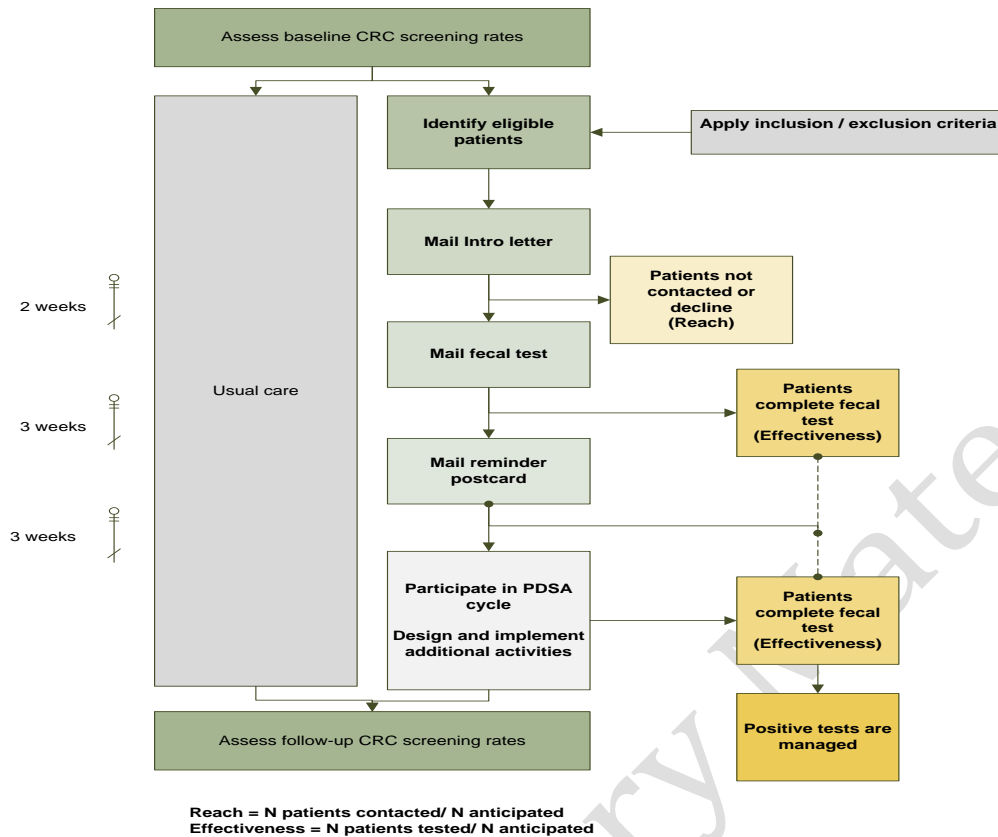 Assess baseline CRC screening rates
Identify eligible
patients
Apply inclusion / exclusion criteria
Mail Intro letter
Patients not
contacted or
decline
(Reach)
2 weeks
Mail fecal test
Usual care
Patients
complete fecal
test
(Effectiveness)
3 weeks
Mail reminder
postcard
3 weeks
Participate in PDSA
cycle
Design and implement
additional activities
Patients
complete fecal
test
(Effectiveness)
Positive tests are
managed
Assess follow-up CRC screening rates
Reach = N patients contacted/ N anticipated
Effectiveness = N patients tested/ N anticipated